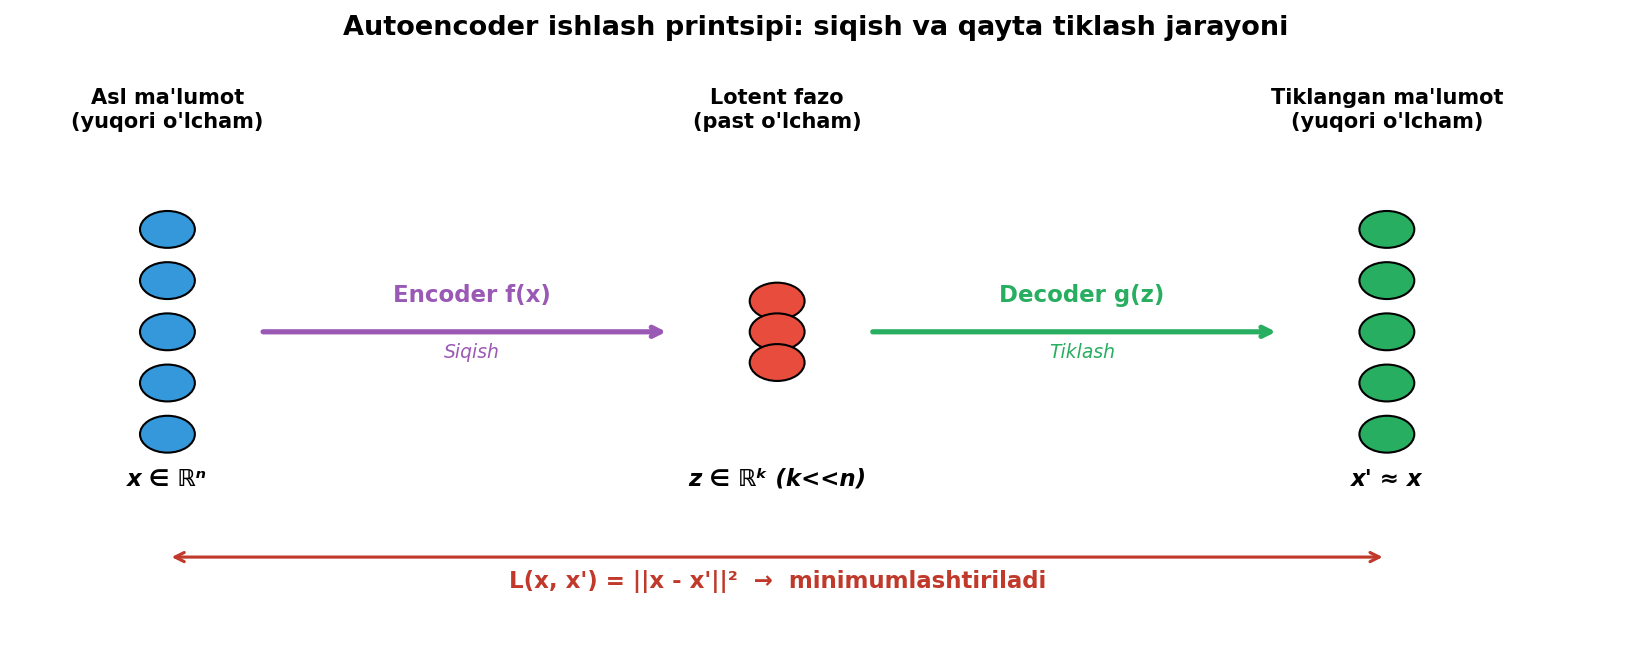 Autoencoder ishlash printsipi: siqish va qayta tiklash jarayoni
Asl ma'lumot
(yuqori o'lcham)
Lotent fazo
(past o'lcham)
Tiklangan ma'lumot
(yuqori o'lcham)
Encoder f(x)
Siqish
Decoder g(z)
Tiklash
x ∈ ℝⁿ
z ∈ ℝᵏ (k<<n)
x' ≈ x
L(x, x') = ||x - x'||² → minimumlashtiriladi